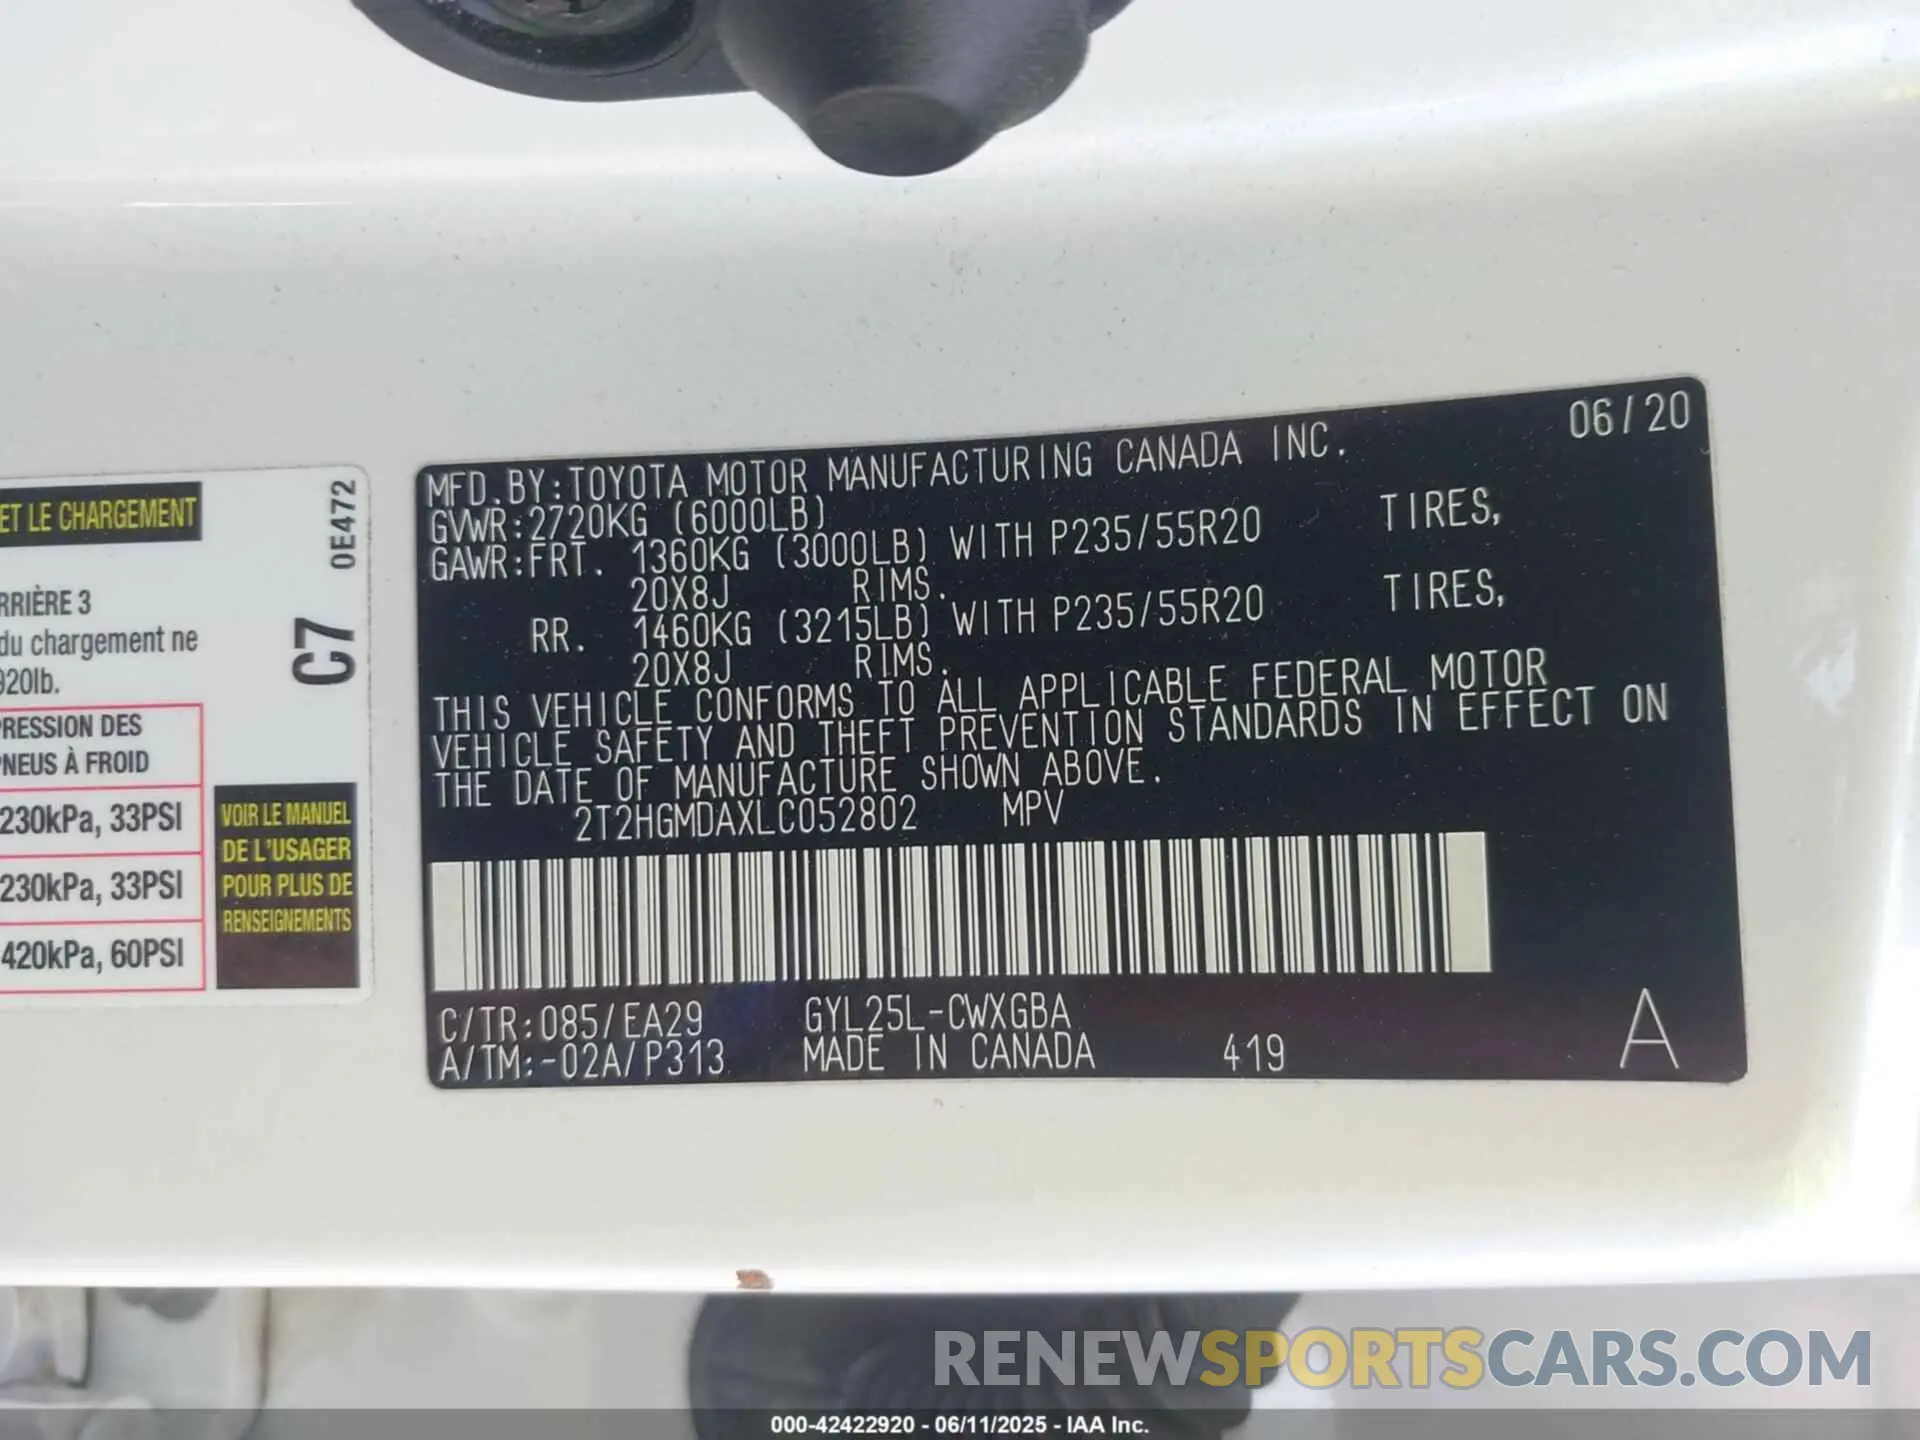 ET LE CHARGEMENT
RRIÈRE 3
du chargement ne
920lb.
PRESSION DES
PNEUS À FROID
230kPa, 33PSI
230kPa, 33PSI
420kPa, 60PSI
0E472
C7
VOIR LE MANUEL
DE L'USAGER
POUR PLUS DE
RENSEIGNEMENTS
06/20
MFD.BY:TOYOTA MOTOR MANUFACTURING CANADA INC.
GVWR:2720KG (6000LB)
GAWR:FRT. 1360KG (3000LB) WITH P235/55R20 TIRES,
20X8J RIMS.
RR. 1460KG (3215LB) WITH P235/55R20 TIRES,
20X8J RIMS.
THIS VEHICLE CONFORMS TO ALL APPLICABLE FEDERAL MOTOR
VEHICLE SAFETY AND THEFT PREVENTION STANDARDS IN EFFECT ON
THE DATE OF MANUFACTURE SHOWN ABOVE.
2T2HGMDAXLC052802 MPV
C/TR:085/EA29 GYL25L-CWXGBA
A/TM:-02A/P313 MADE IN CANADA 419 A
RENEWSPORTSCARS.COM
000-42422920 - 06/11/2025 - IAA Inc.